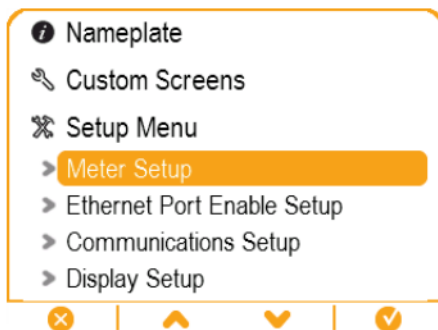 Nameplate
Custom Screens
Setup Menu
Meter Setup
Ethernet Port Enable Setup
Communications Setup
Display Setup